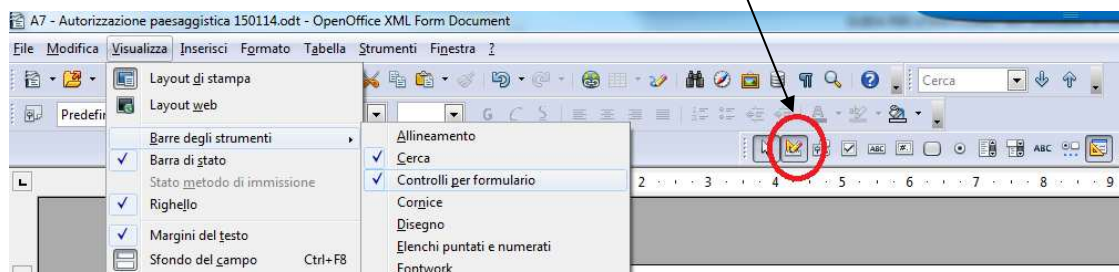 A7 - Autorizzazione paesaggistica 150114.odt - OpenOffice XML Form Document
File Modifica Visualizza Inserisci Formato Tabella Strumenti Finestra ?
Layout di stampa
Cerca
Layout web
Predefin
G C S
A
Barre degli strumenti
Allineamento
Barra di stato
Cerca
ABC
ABC
Stato metodo di immissione
Controlli per formulario
2 3 4 5 6 7 8 9
Righello
Cornice
Disegno
Margini del testo
Elenchi puntati e numerati
Sfondo del campo Ctrl+F8
Fontwork